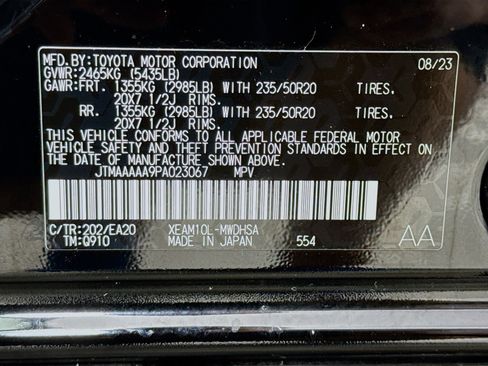 MFD. BY:TOYOTA MOTOR CORPORATION 08/23
GVWR:2465KG (5435LB)
GAWR:FRT. 1355KG (2985LB) WITH 235/50R20 TIRES,
20X7 1/2J RIMS,
RR. 1355KG (2985LB) WITH 235/50R20 TIRES,
20X7 1/2J RIMS.
THIS VEHICLE CONFORMS TO ALL APPLICABLE FEDERAL MOTOR
VEHICLE SAFETY AND THEFT PREVENTION STANDARDS IN EFFECT ON
THE DATE OF MANUFACTURE SHOWN ABOVE.
JTMAAAAA9PA023067 MPV
C/TR:202/EA20 XEAM10L-MWDHSA
TM:Q910 MADE IN JAPAN 554 AA